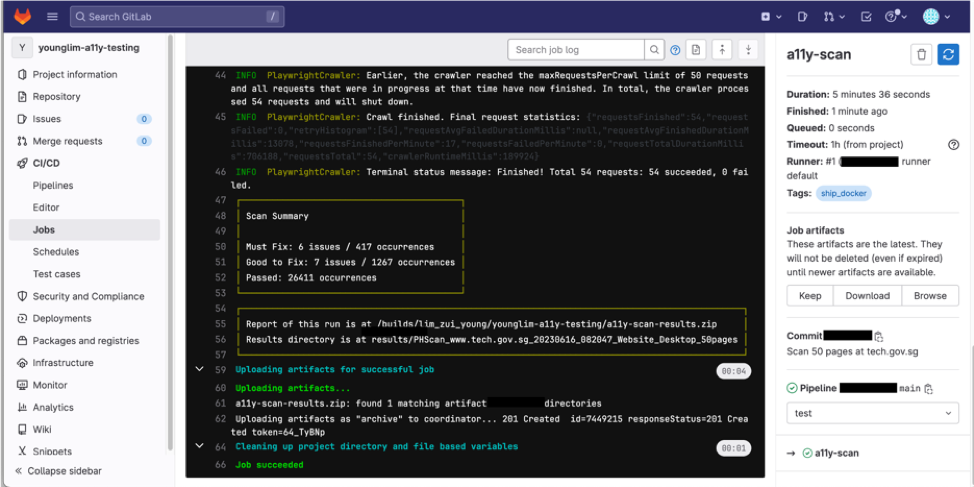 Search GitLab
/
Y
younglim-a11y-testing
Project information
Repository
Issues
0
Merge requests
0
CI/CD
Pipelines
Editor
Jobs
Schedules
Test cases
Security and Compliance
Deployments
Packages and registries
Infrastructure
Monitor
Analytics
Wiki
Snippets
Collapse sidebar
Search job log
44 INFO PlaywrightCrawler: Earlier, the crawler reached the maxRequestsPerCrawl limit of 50 requests
and all requests that were in progress at that time have now finished. In total, the crawler proces
sed 54 requests and will shut down.
45 INFO PlaywrightCrawler: Crawl finished. Final request statistics: {"requestsFinished":54,"request
sFailed":0,"retryHistogram":[54],"requestAvgFailedDurationMillis":null,"requestAvgFinishedDurationM
illis":13078,"requestsFinishedPerMinute":17,"requestsFailedPerMinute":0,"requestTotalDurationMilli
s":706188,"requestsTotal":54,"crawlerRuntimeMillis":189924}
46 INFO PlaywrightCrawler: Terminal status message: Finished! Total 54 requests: 54 succeeded, 0 fai
led.
47
48 Scan Summary
49
50 Must Fix: 6 issues / 417 occurrences
51 Good to Fix: 7 issues / 1267 occurrences
52 Passed: 26411 occurrences
53
54
55 Report of this run is at /builds/lim_zui_young/younglim-a11y-testing/a11y-scan-results.zip
56 Results directory is at results/PHScan_www.tech.gov.sg_20230616_082047_Website_Desktop_50pages
57
59 Uploading artifacts for successful job
00:04
60 Uploading artifacts...
61 a11y-scan-results.zip: found 1 matching artifact directories
62 Uploading artifacts as "archive" to coordinator... 201 Created id=7449215 responseStatus=201 Crea
ted token=64_TyBNp
64 Cleaning up project directory and file based variables
00:01
66 Job succeeded
a11y-scan
Duration: 5 minutes 36 seconds
Finished: 1 minute ago
Queued: 0 seconds
Timeout: 1h (from project)
Runner: #1 ( runner
default
Tags: ship_docker
Job artifacts
These artifacts are the latest. They
will not be deleted (even if expired)
until newer artifacts are available.
Keep
Download
Browse
Commit
Scan 50 pages at tech.gov.sg
Pipeline main
test
→ a11y-scan